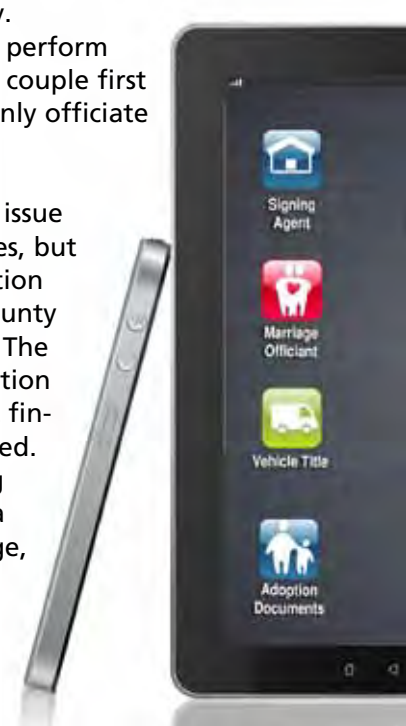 y.
perform
couple first
nly officiate
issue
es, but
tion
unty
The
tion
fin-
ed.
g
a
ge,
Signing
Agent
Marriage
Officiant
Vehicle Title
Adoption
Documents